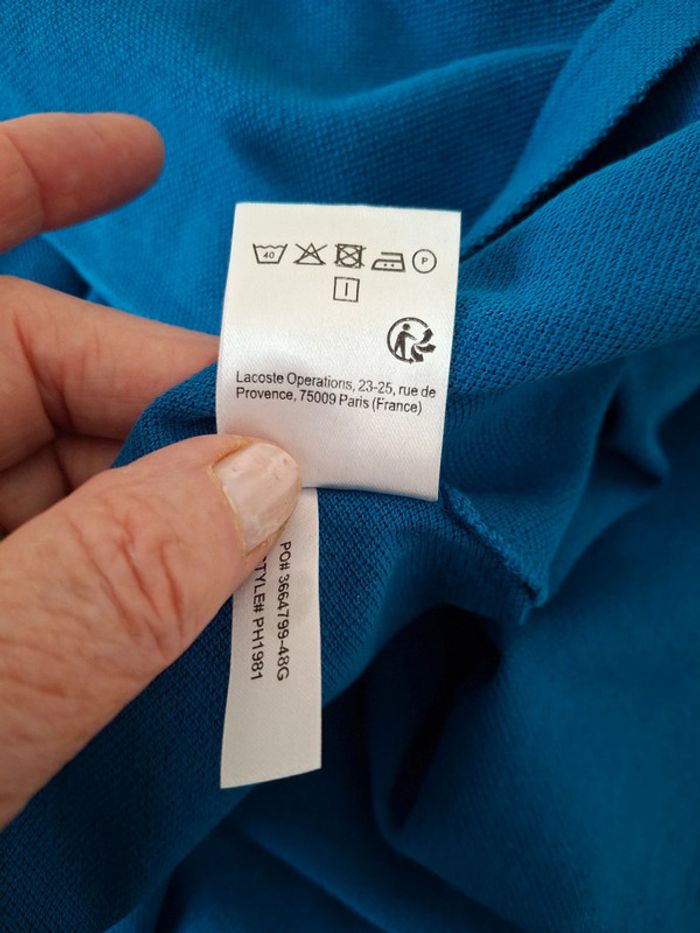 40
P
Lacoste Operations, 23-25, rue de
Provence, 75009 Paris (France)
PO# 3664799-48G
TYLE# PH1981